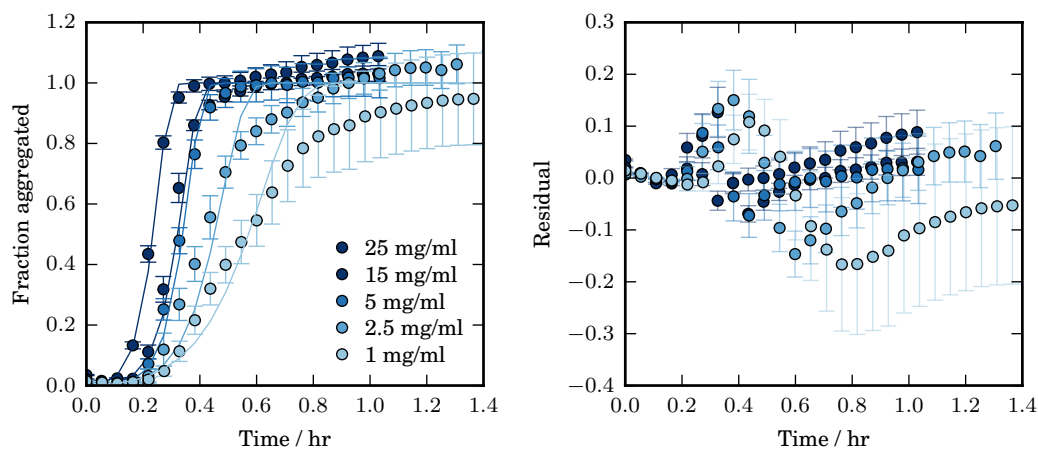 1.2
1.0
0.8
0.6
0.4
0.2
0.0
Fraction aggregated
25 mg/ml
15 mg/ml
5 mg/ml
2.5 mg/ml
1 mg/ml
0.0 0.2 0.4 0.6 0.8 1.0 1.2 1.4
Time / hr
0.3
0.2
0.1
0.0
−0.1
−0.2
−0.3
−0.4
Residual
0.0 0.2 0.4 0.6 0.8 1.0 1.2 1.4
Time / hr